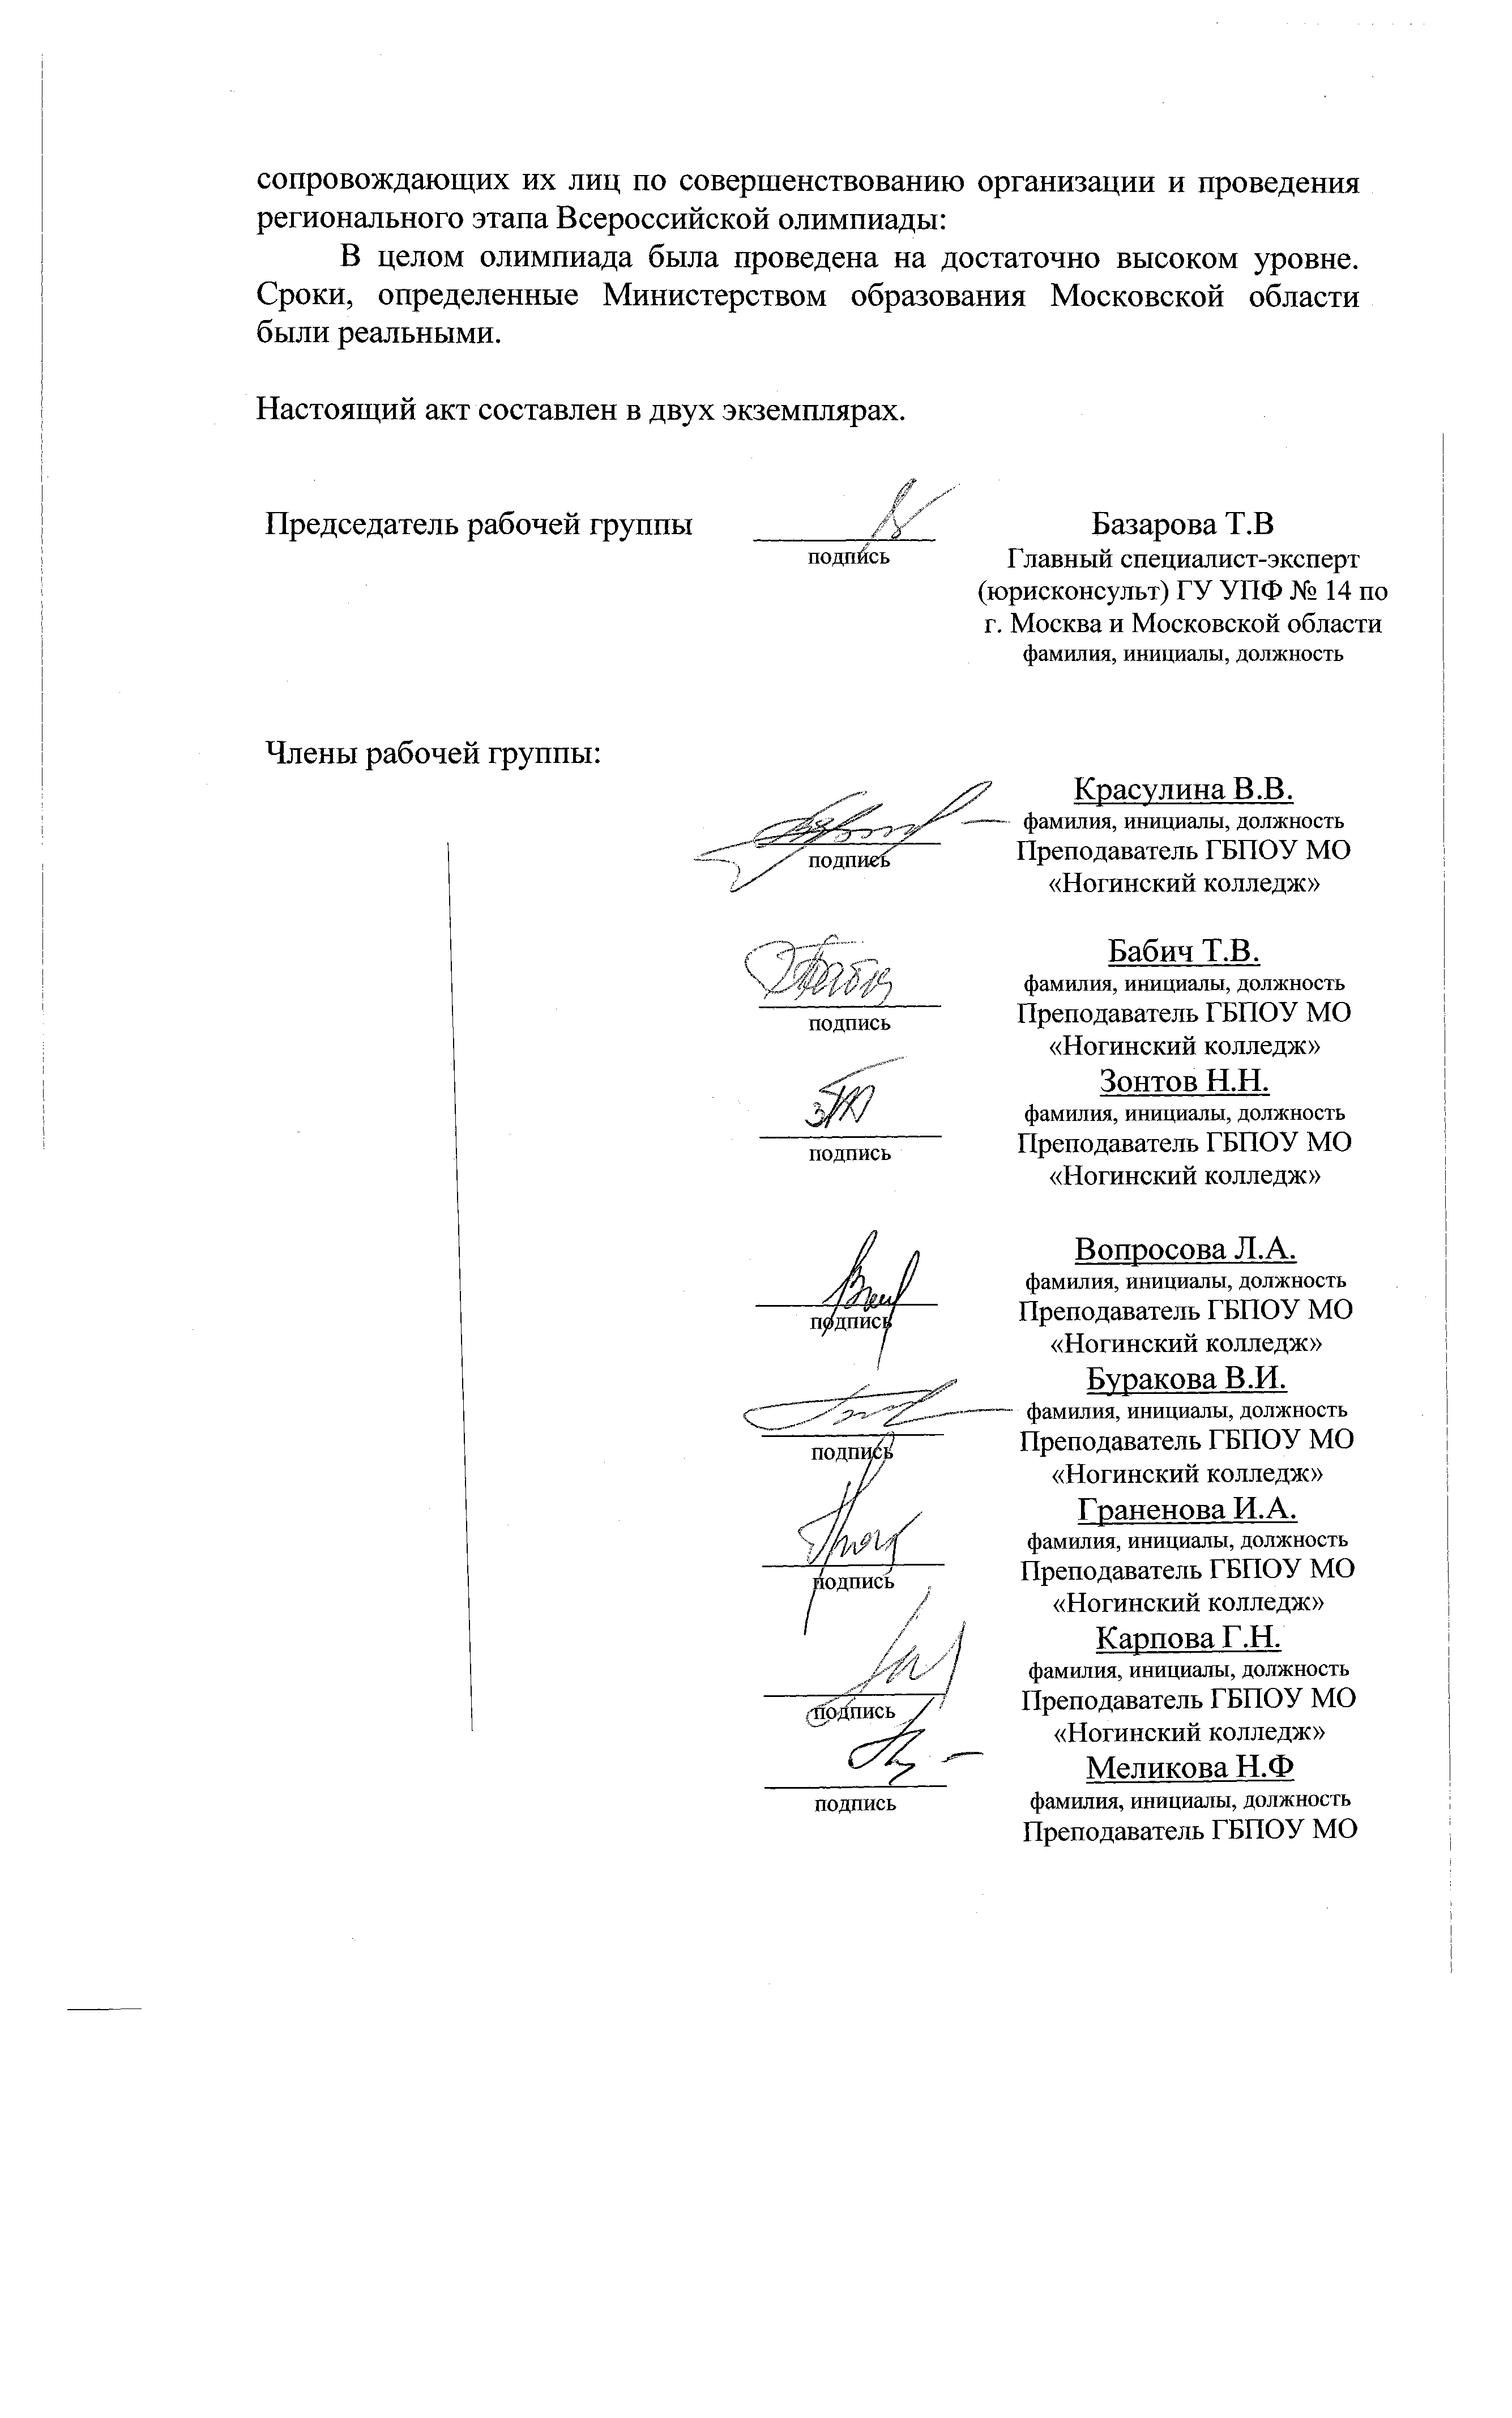 сопровождающих их лиц по совершенствованию организации и проведения
регионального этапа Всероссийской олимпиады:
В целом олимпиада была проведена на достаточно высоком уровне.
Сроки, определенные Министерством образования Московской области
были реальными.
Настоящий акт составлен в двух экземплярах.
Председатель рабочей группы
подпись
Базарова Т.В
Главный специалист-эксперт
(юрисконсульт) ГУ УПФ № 14 по
г. Москва и Московской области
фамилия, инициалы, должность
Члены рабочей группы:
Красулина В.В.
фамилия, инициалы, должность
подпись
Преподаватель ГБПОУ МО
«Ногинский колледж»
Бабич Т.В.
фамилия, инициалы, должность
подпись
Преподаватель ГБПОУ МО
«Ногинский колледж»
Зонтов Н.Н.
фамилия, инициалы, должность
подпись
Преподаватель ГБПОУ МО
«Ногинский колледж»
Вопросова Л.А.
фамилия, инициалы, должность
подпись
Преподаватель ГБПОУ МО
«Ногинский колледж»
Буракова В.И.
фамилия, инициалы, должность
подпись
Преподаватель ГБПОУ МО
«Ногинский колледж»
Граненова И.А.
фамилия, инициалы, должность
подпись
Преподаватель ГБПОУ МО
«Ногинский колледж»
Карпова Г.Н.
фамилия, инициалы, должность
подпись
Преподаватель ГБПОУ МО
«Ногинский колледж»
Меликова Н.Ф
фамилия, инициалы, должность
подпись
Преподаватель ГБПОУ МО